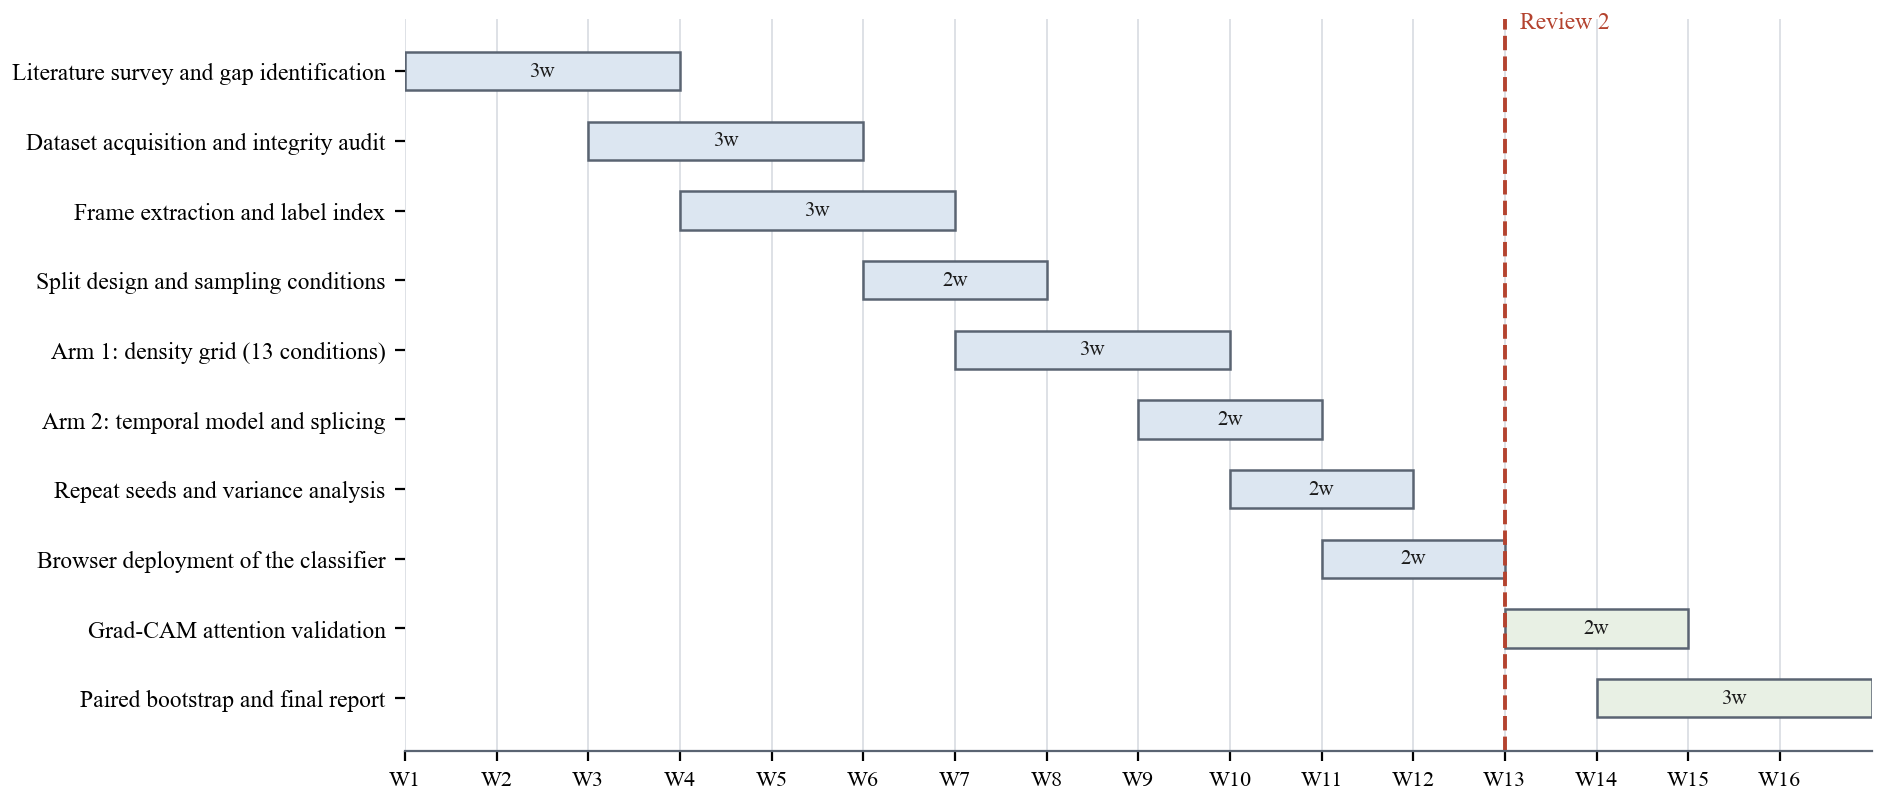 Review 2
Literature survey and gap identification
3w
Dataset acquisition and integrity audit
3w
Frame extraction and label index
3w
Split design and sampling conditions
2w
Arm 1: density grid (13 conditions)
3w
Arm 2: temporal model and splicing
2w
Repeat seeds and variance analysis
2w
Browser deployment of the classifier
2w
Grad-CAM attention validation
2w
Paired bootstrap and final report
3w
W1 W2 W3 W4 W5 W6 W7 W8 W9 W10 W11 W12 W13 W14 W15 W16